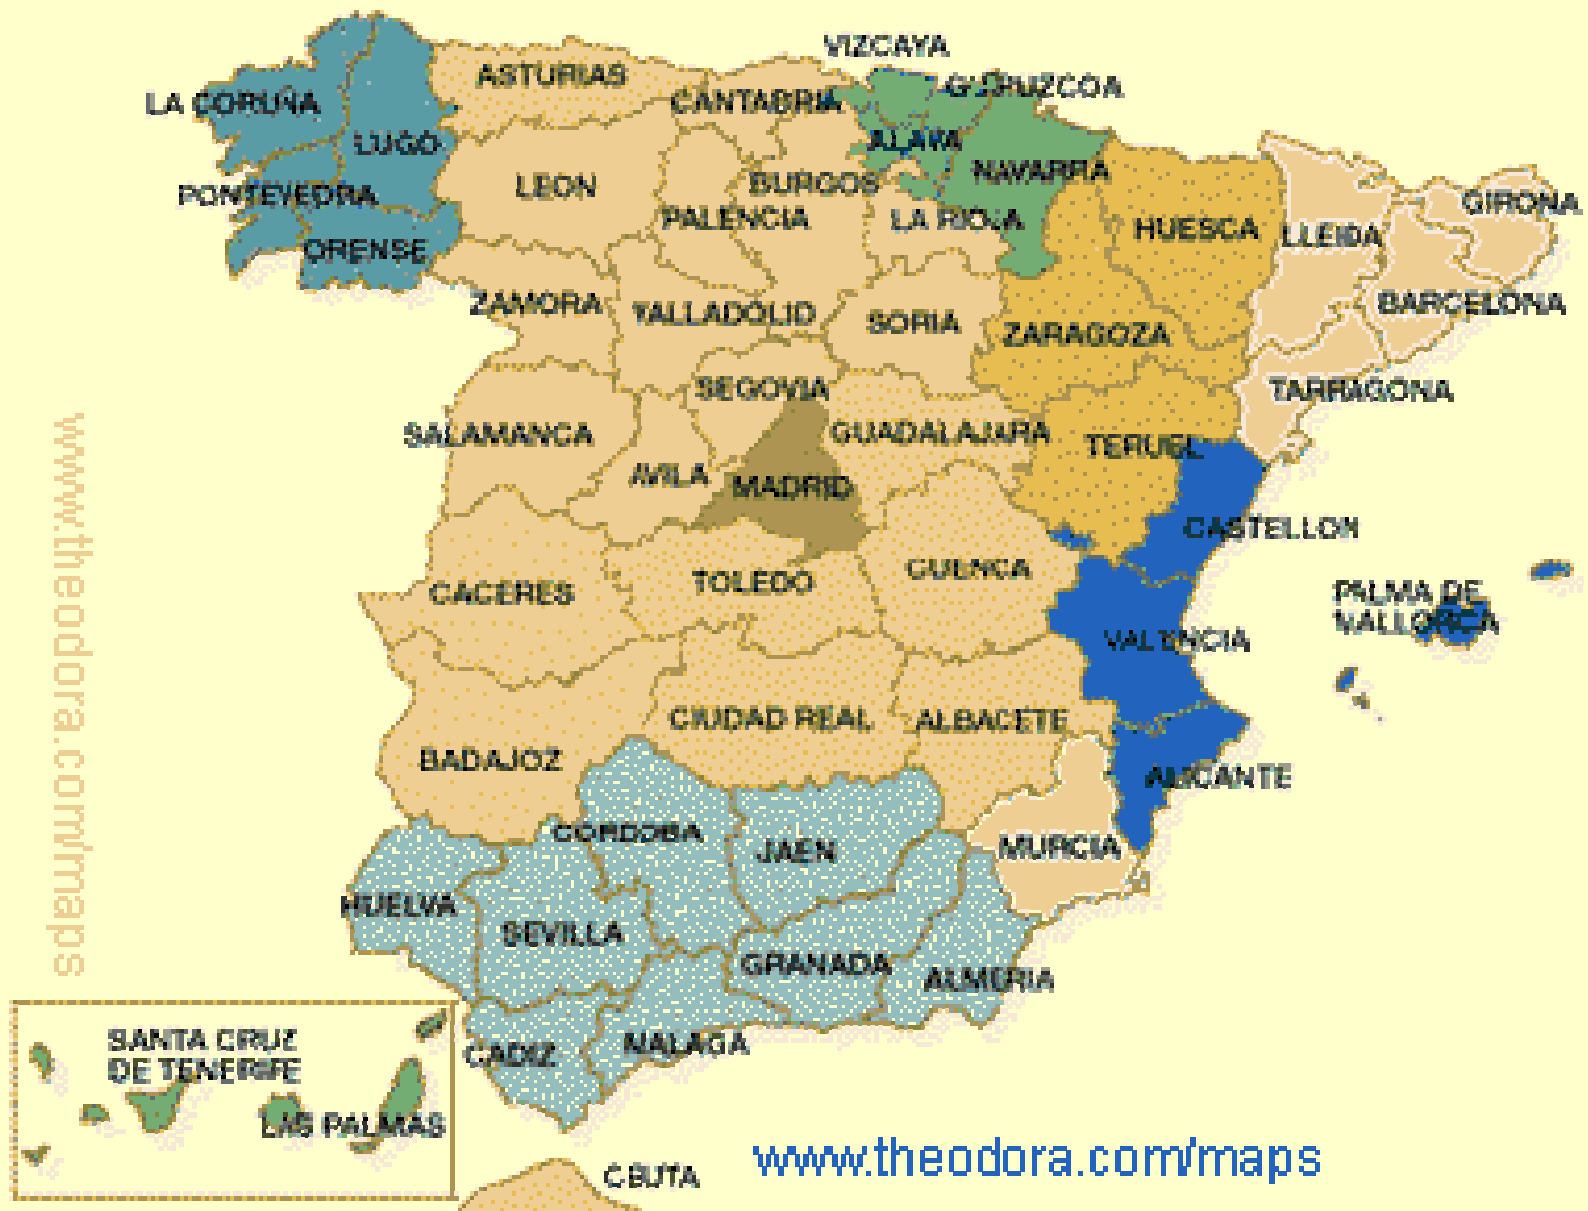 VIZCAYA
ASTURIAS
CANTABRIA
LA CORUÑA
LUGO
ALAVA
NAVARRA
LEON
BURGOS
PONTEVEDRA
PALENCIA
LA RIOJA
HUESCA
LLEIDA
GIRONA
ORENSE
ZAMORA
SORIA
ZARAGOZA
BARCELONA
SEGOVIA
TARRAGONA
SALAMANCA
GUADALAJARA
TERUEL
AVILA
MADRID
CASTELLON
CACERES
TOLEDO
CUENCA
PALMA DE
MALLORCA
VALENCIA
CIUDAD REAL
ALBACETE
BADAJOZ
ALICANTE
CORDOBA
JAEN
MURCIA
HUELVA
SEVILLA
GRANADA
ALMERIA
CADIZ
MALAGA
SANTA CRUZ
DE TENERIFE
LAS PALMAS
CEUTA
www.theodora.com/maps
www.theodora.com/maps